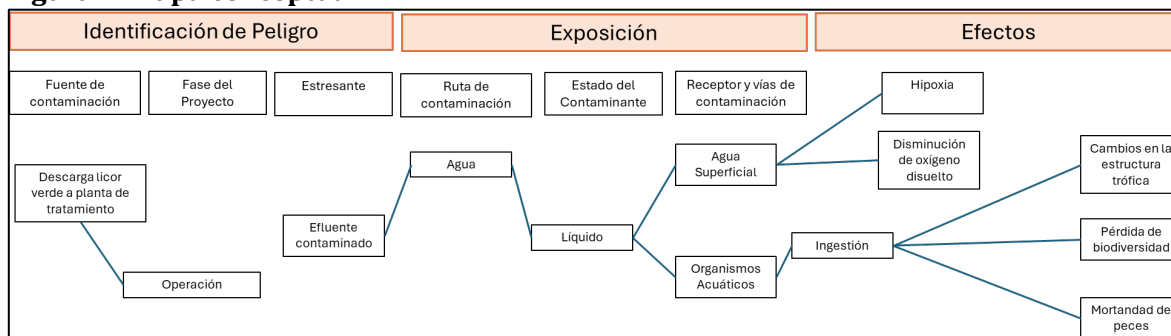 Identificación de Peligro
Exposición
Efectos
Fuente de
contaminación
Fase del
Proyecto
Estresante
Ruta de
contaminación
Estado del
Contaminante
Receptor y vías de
contaminación
Hipoxia
Descarga licor
verde a planta de
tratamiento
Operación
Efluente
contaminado
Agua
Líquido
Agua
Superficial
Organismos
Acuáticos
Disminución
de oxígeno
disuelto
Ingestión
Cambios en la
estructura
trófica
Pérdida de
biodiversidad
Mortandad de
peces